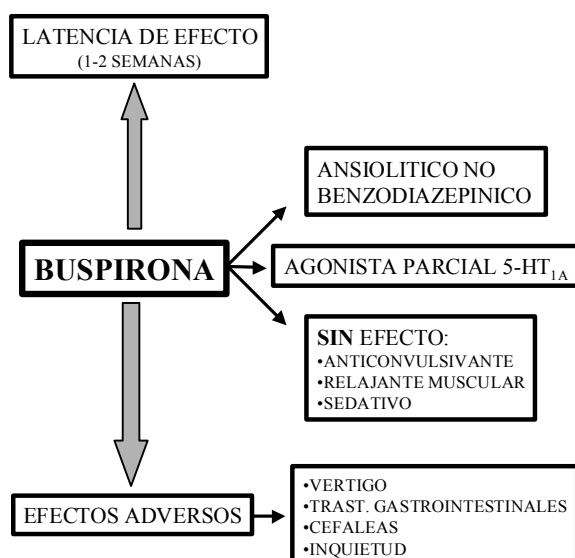 LATENCIA DE EFECTO
(1-2 SEMANAS)
ANSIOLITICO NO
BENZODIAZEPINICO
BUSPIRONA
AGONISTA PARCIAL 5-HT1A
SIN EFECTO:
•ANTICONVULSIVANTE
•RELAJANTE MUSCULAR
•SEDATIVO
EFECTOS ADVERSOS
•VERTIGO
•TRAST. GASTROINTESTINALES
•CEFALEAS
•INQUIETUD